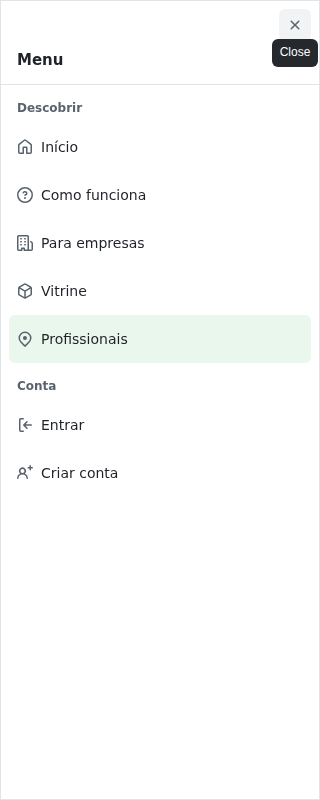 Close
Menu
Descobrir
Início
Como funciona
Para empresas
Vitrine
Profissionais
Conta
Entrar
Criar conta